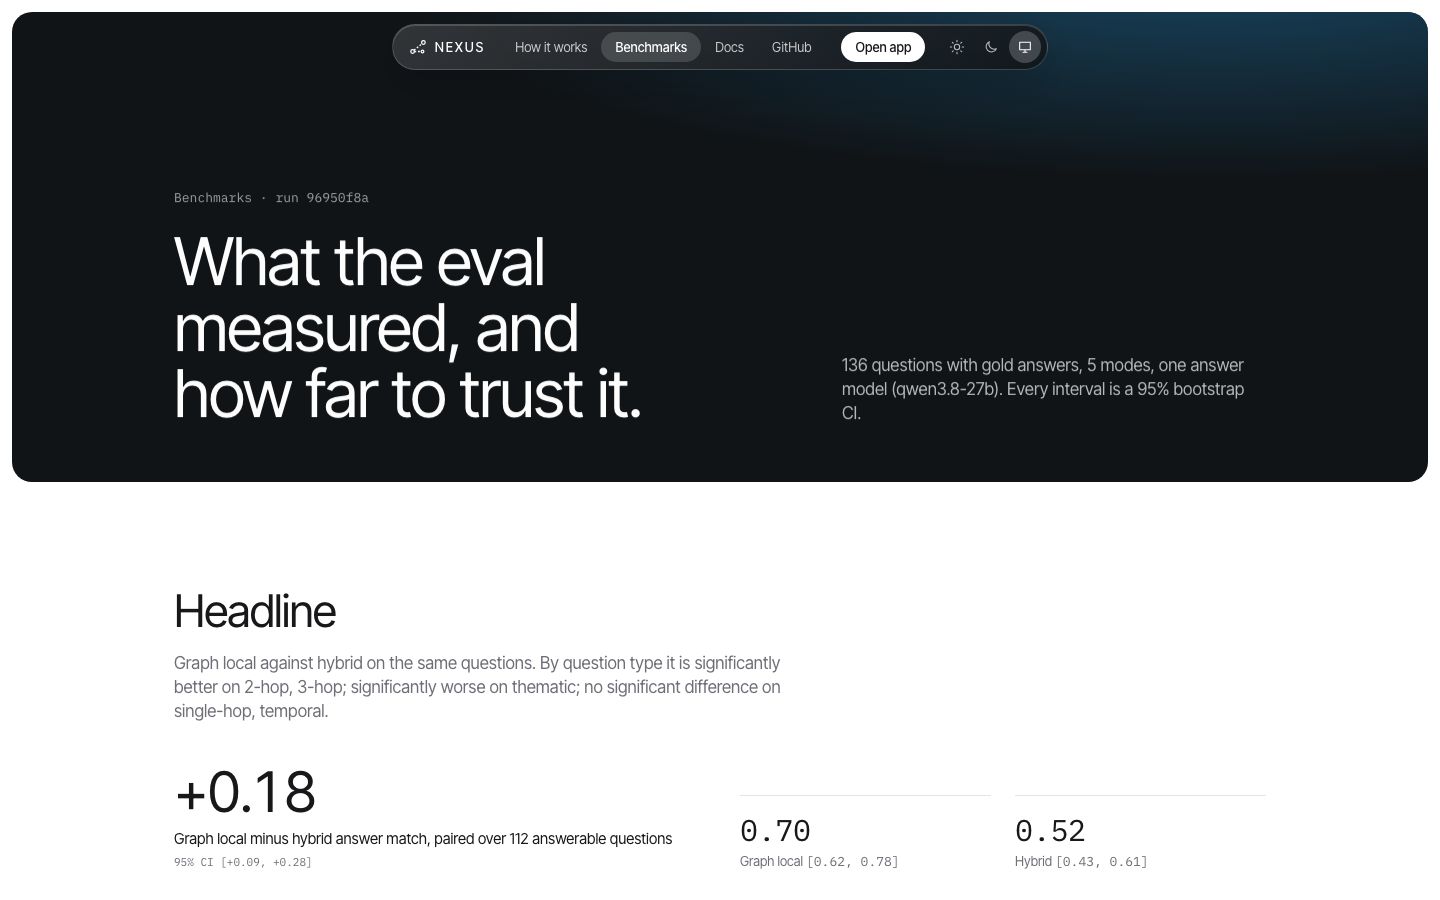 NEXUS How it works Benchmarks Docs GitHub Open app
Benchmarks · run 96950f8a
What the eval
measured, and
how far to trust it.
136 questions with gold answers, 5 modes, one answer
model (qwen3.8-27b). Every interval is a 95% bootstrap
CI.
Headline
Graph local against hybrid on the same questions. By question type it is significantly
better on 2-hop, 3-hop; significantly worse on thematic; no significant difference on
single-hop, temporal.
+0.18
Graph local minus hybrid answer match, paired over 112 answerable questions
95% CI [+0.09, +0.28]
0.70
Graph local [0.62, 0.78]
0.52
Hybrid [0.43, 0.61]